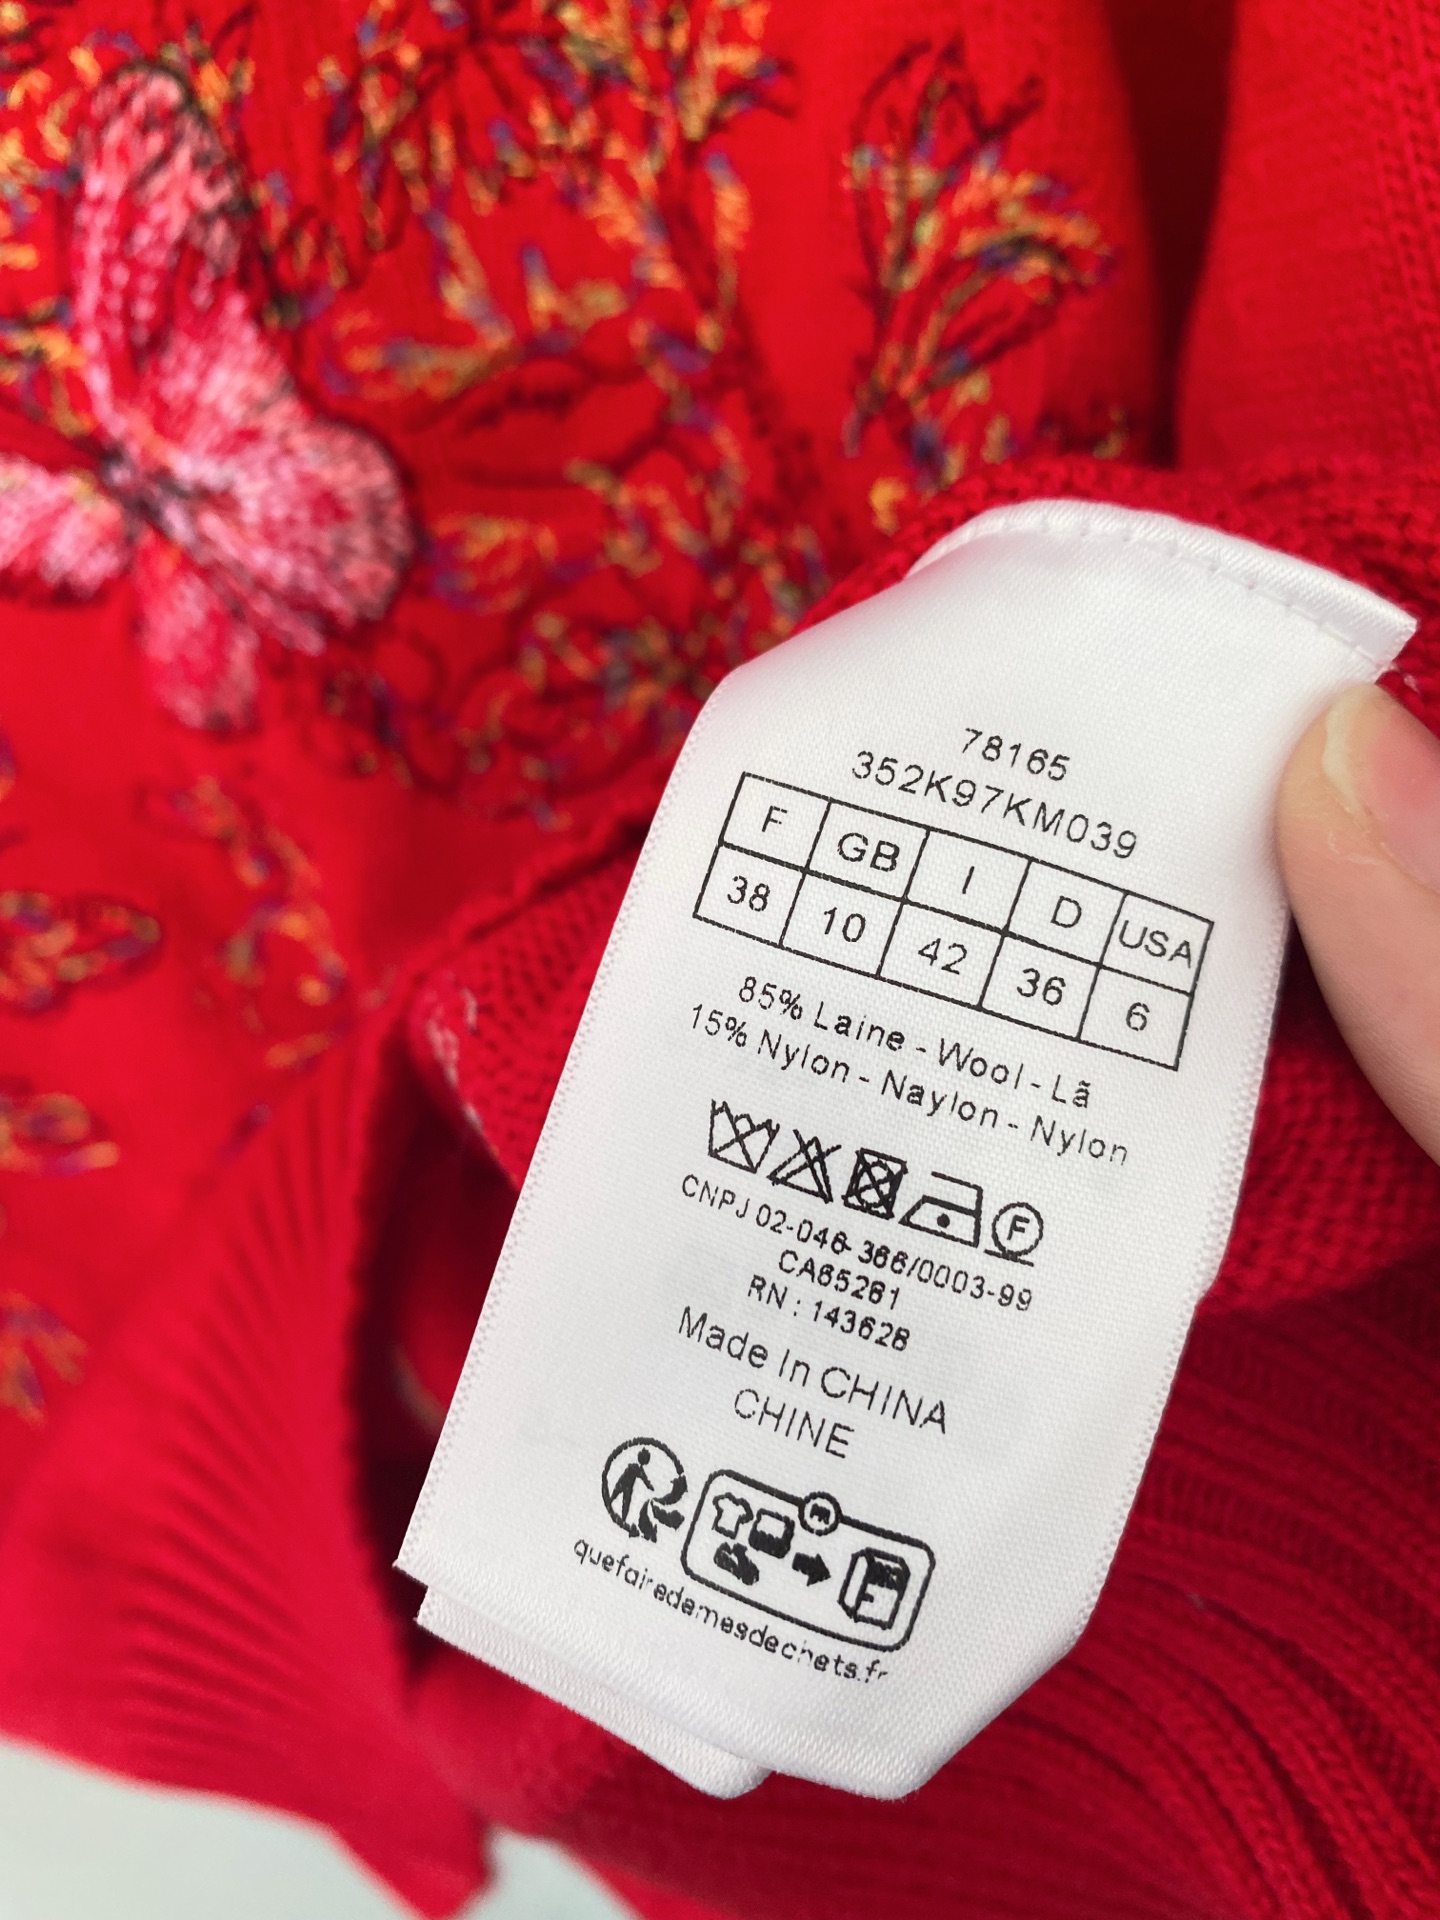 78165
352K97KM039
F GB I D USA
38 10 42 36 6
85% Laine - Wool - Lã
15% Nylon - Naylon - Nylon
F
CNPJ 02-046-366/0003-99
CA65261
RN : 143628
Made In CHINA
CHINE
FR
quefairedemesdechets.fr